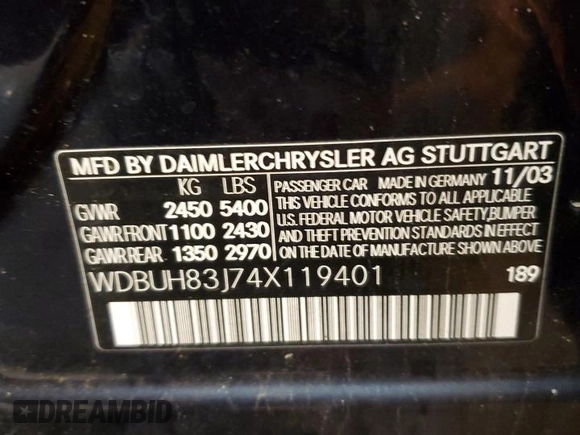 MFD BY DAIMLERCHRYSLER AG STUTTGART
KG LBS
GVWR 2450 5400
GAWR FRONT 1100 2430
GAWR REAR 1350 2970
PASSENGER CAR MADE IN GERMANY 11/03
THIS VEHICLE CONFORMS TO ALL APPLICABLE
U.S. FEDERAL MOTOR VEHICLE SAFETY, BUMPER
AND THEFT PREVENTION STANDARDS IN EFFECT
ON THE DATE OF MANUFACTURE SHOWN ABOVE.
WDBUH83J74X119401 189
DREAMBID